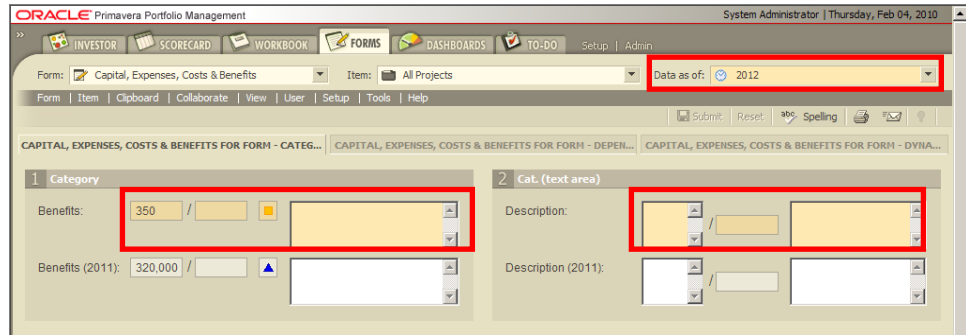 ORACLE Primavera Portfolio Management System Administrator | Thursday, Feb 04, 2010
» INVESTOR SCORECARD WORKBOOK FORMS DASHBOARDS TO-DO Setup | Admin
Form: Capital, Expenses, Costs & Benefits Item: All Projects Data as of: 2012
Form | Item | Clipboard | Collaborate | View | User | Setup | Tools | Help
Submit Reset abc Spelling
CAPITAL, EXPENSES, COSTS & BENEFITS FOR FORM - CATEG... CAPITAL, EXPENSES, COSTS & BENEFITS FOR FORM - DEPEN... CAPITAL, EXPENSES, COSTS & BENEFITS FOR FORM - DYNA...
1 Category 2 Cat. (text area)
Benefits: 350 / Description: /
Benefits (2011): 320,000 / Description (2011): /